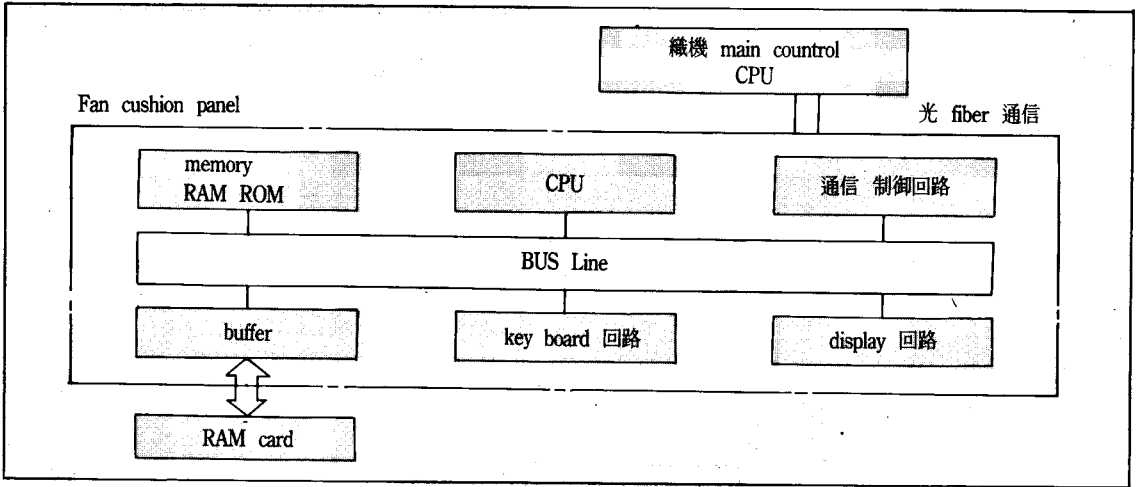 織機 main countrol
CPU
Fan cushion panel
光 fiber 通信
memory
RAM ROM
CPU
通信 制御回路
BUS Line
buffer
key board 回路
display 回路
RAM card